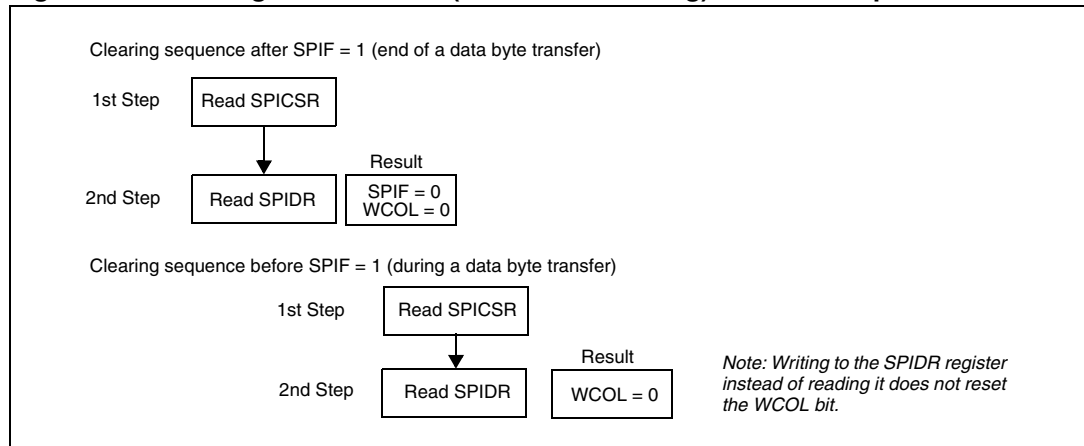 Clearing sequence after SPIF = 1 (end of a data byte transfer)
1st Step
Read SPICSR
Result
2nd Step
Read SPIDR
SPIF = 0
WCOL = 0
Clearing sequence before SPIF = 1 (during a data byte transfer)
1st Step
Read SPICSR
Result
2nd Step
Read SPIDR
WCOL = 0
Note: Writing to the SPIDR register
instead of reading it does not reset
the WCOL bit.